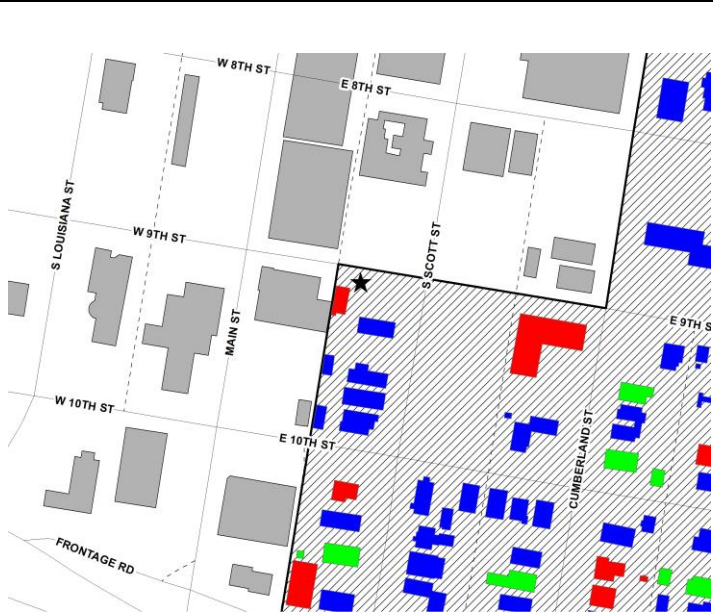 W 8TH ST
E 8TH ST
S LOUISIANA ST
W 9TH ST
S SCOTT ST
MAIN ST
E 9TH ST
W 10TH ST
E 10TH ST
CUMBERLAND ST
FRONTAGE RD